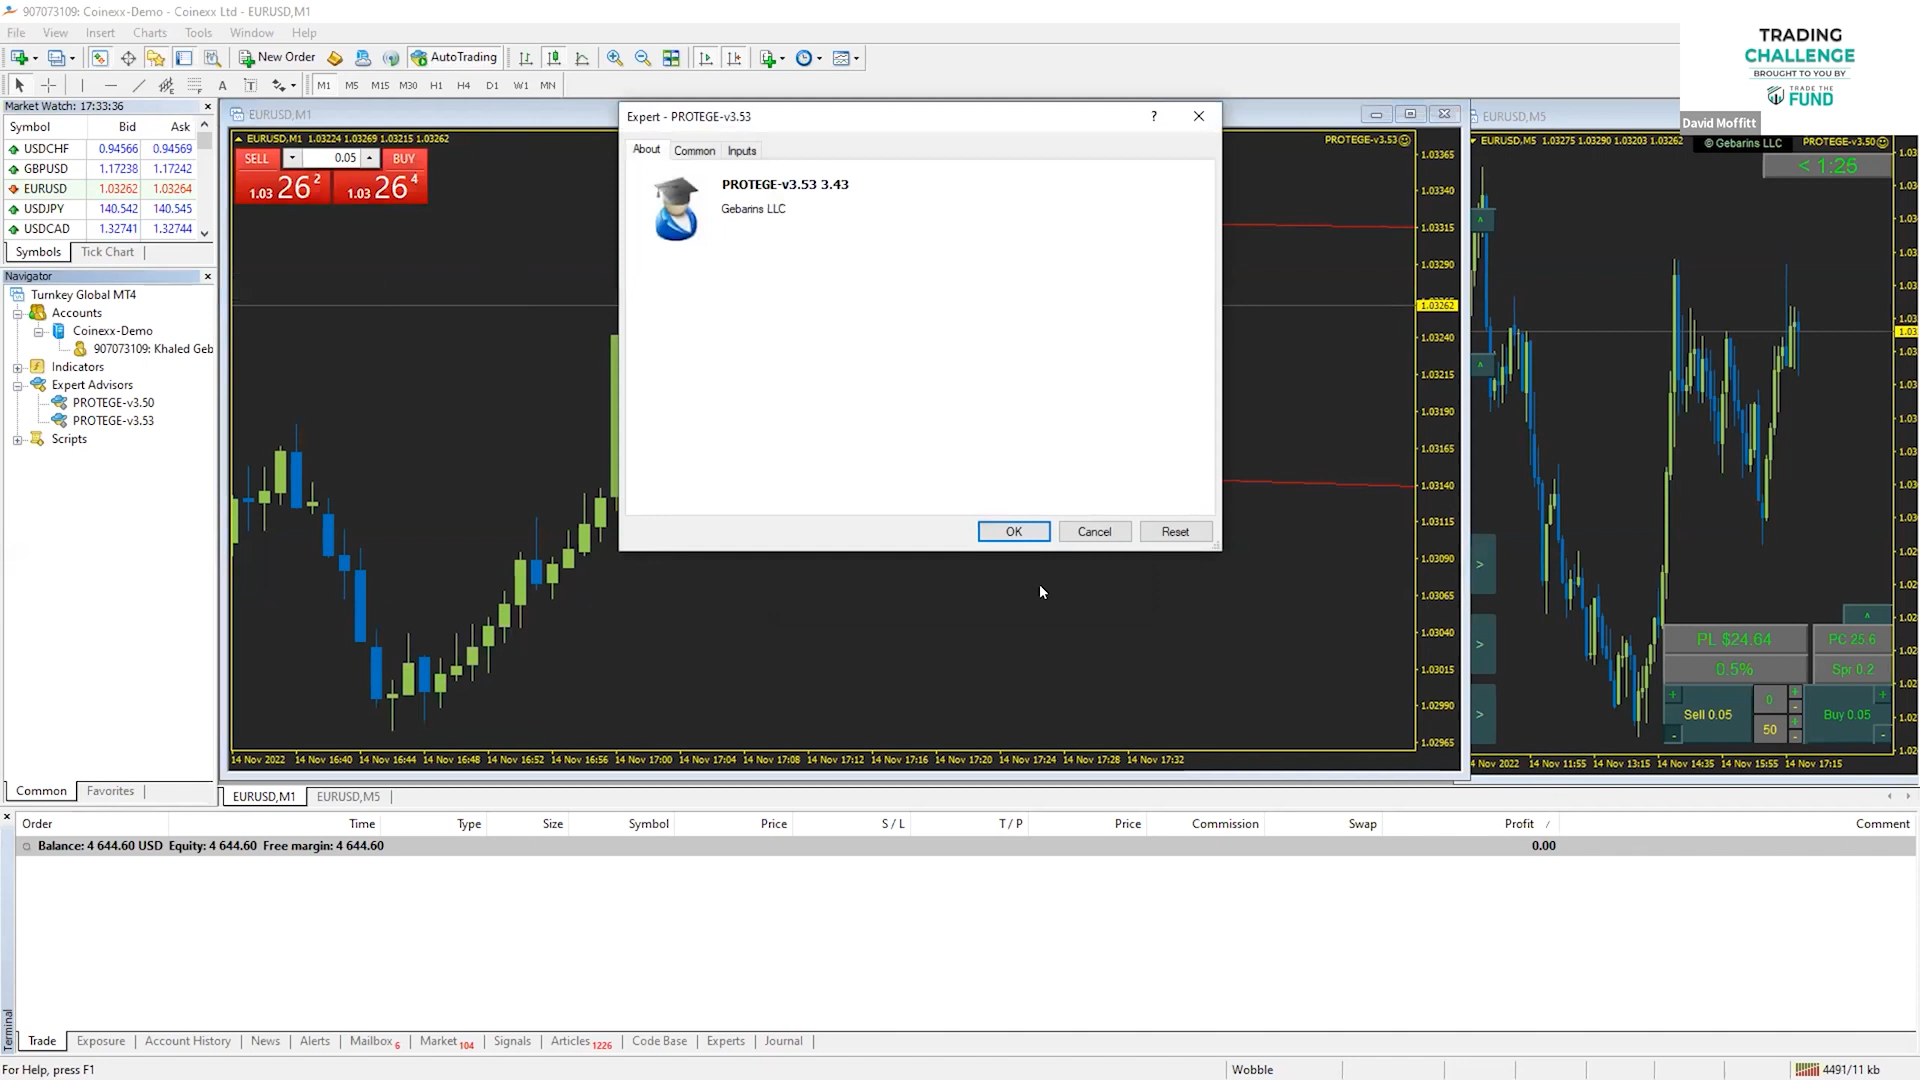 907073109: Coinexx-Demo - Coinexx Ltd - EURUSD,M1
File View Insert Charts Tools Window Help
New Order AutoTrading
A T M1 M5 M15 M30 H1 H4 D1 W1 MN
TRADING
CHALLENGE
BROUGHT TO YOU BY
TRADE THE
FUND
David Moffitt
Market Watch: 17:33:36
Symbol Bid Ask
USDCHF 0.94566 0.94569
GBPUSD 1.17238 1.17242
EURUSD 1.03262 1.03264
USDJPY 140.542 140.545
USDCAD 1.32741 1.32744
Symbols Tick Chart
Navigator
Turnkey Global MT4
Accounts
Coinexx-Demo
907073109: Khaled Geb
Indicators
Expert Advisors
PROTEGE-v3.50
PROTEGE-v3.53
Scripts
Common Favorites
EURUSD,M1
EURUSD,M1 1.03224 1.03269 1.03215 1.03262
PROTEGE-v3.53
SELL 0.05 BUY
1.03 26 2 1.03 26 4
1.03365
1.03340
1.03315
1.03290
1.03262
1.03240
1.03215
1.03190
1.03165
1.03140
1.03115
1.03090
1.03065
1.03040
1.03015
1.02990
1.02965
14 Nov 2022 14 Nov 16:40 14 Nov 16:44 14 Nov 16:48 14 Nov 16:52 14 Nov 16:56 14 Nov 17:00 14 Nov 17:04 14 Nov 17:08 14 Nov 17:12 14 Nov 17:16 14 Nov 17:20 14 Nov 17:24 14 Nov 17:28 14 Nov 17:32
Expert - PROTEGE-v3.53 ?
About Common Inputs
PROTEGE-v3.53 3.43
Gebarins LLC
OK Cancel Reset
EURUSD,M5
EURUSD,M5 1.03275 1.03290 1.03203 1.03262
© Gebarins LLC PROTEGE-v3.50
< 1:25
PL $24.64 PC 25.6
0.5% Spr 0.2
Sell 0.05 0 Buy 0.05
50
Nov 2022 14 Nov 11:55 14 Nov 13:15 14 Nov 14:35 14 Nov 15:55 14 Nov 17:15
EURUSD,M1 EURUSD,M5
Order Time Type Size Symbol Price S / L T / P Price Commission Swap Profit / Comment
Balance: 4 644.60 USD Equity: 4 644.60 Free margin: 4 644.60 0.00
Terminal
Trade Exposure Account History News Alerts Mailbox 6 Market 104 Signals Articles 1226 Code Base Experts Journal
For Help, press F1 Wobble 4491/11 kb